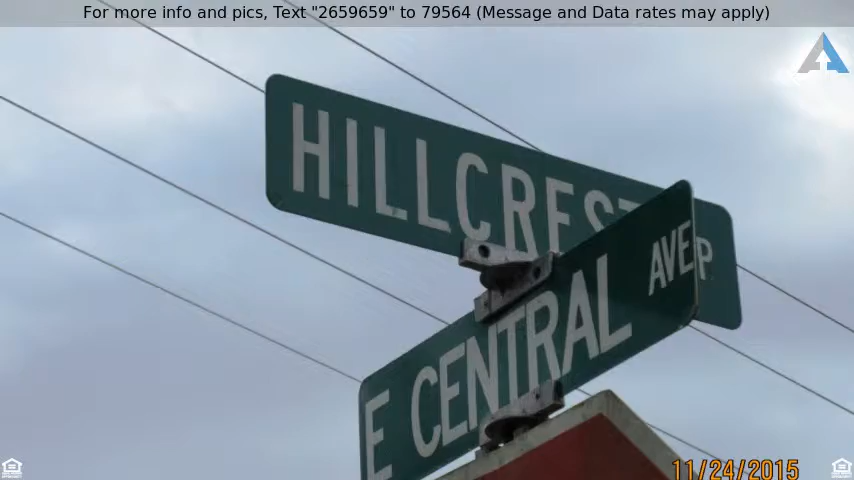 For more info and pics, Text "2659659" to 79564 (Message and Data rates may apply)
HILLCREST
E CENTRAL AVE
11/24/2015